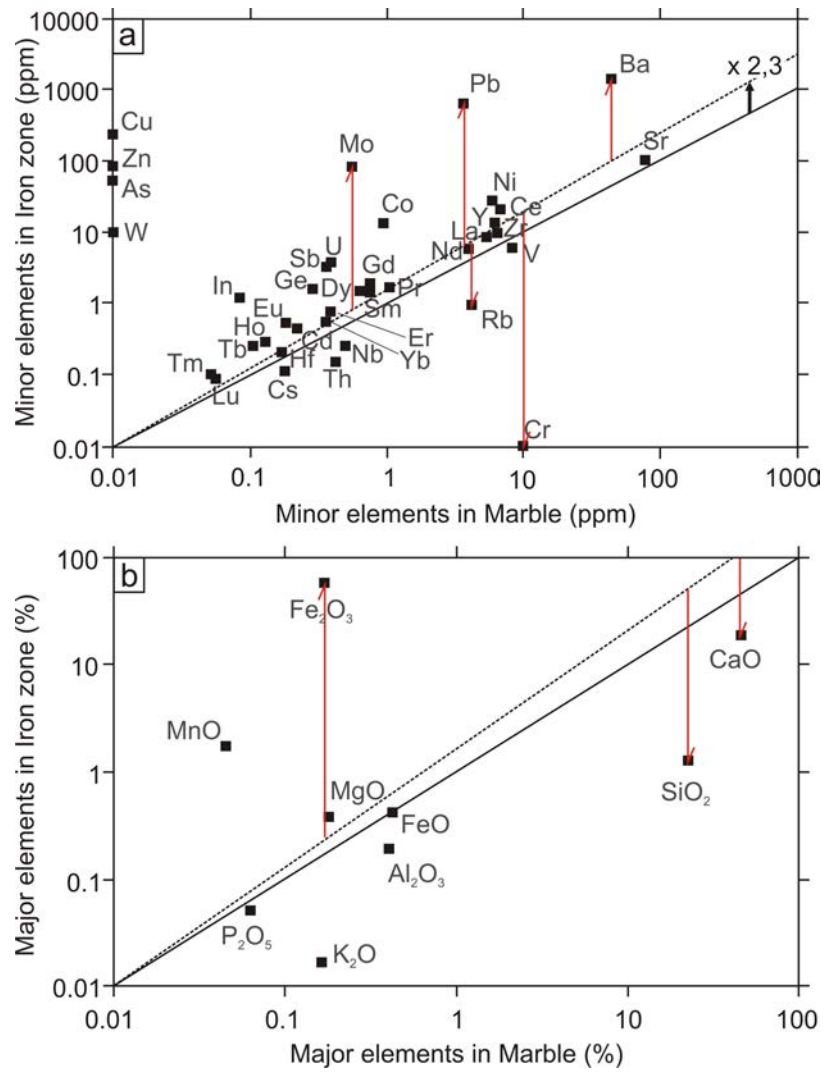 a
Minor elements in Iron zone (ppm)
10000
1000
100
10
1
0.1
0.01
Cu
Zn
As
W
Mo
Pb
Ba
x 2,3
Sr
Co
Ni
Y
Ce
La
Zr
Nd
V
Sb
U
Ge
Gd
Dy
Pr
Sm
Rb
In
Eu
Ho
Tb
Cd
Er
Hf
Yb
Nb
Tm
Lu
Cs
Th
Cr
0.01
0.1
1
10
100
1000
Minor elements in Marble (ppm)
b
Major elements in Iron zone (%)
100
10
1
0.1
0.01
Fe₂O₃
CaO
MnO
SiO₂
MgO
FeO
Al₂O₃
P₂O₅
K₂O
0.01
0.1
1
10
100
Major elements in Marble (%)